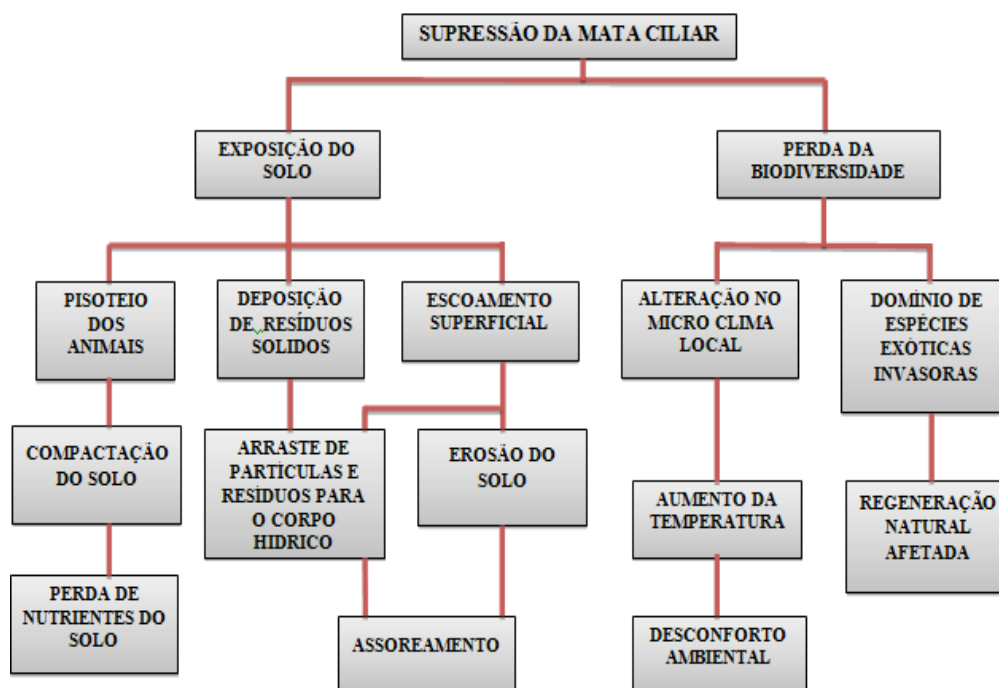 SUPRESSÃO DA MATA CILIAR
EXPOSIÇÃO DO
SOLO
PERDA DA
BIODIVERSIDADE
PISOTEIO
DOS
ANIMAIS
DEPOSIÇÃO
DE RESÍDUOS
SOLIDOS
ESCOAMENTO
SUPERFICIAL
ALTERAÇÃO NO
MICRO CLIMA
LOCAL
DOMÍNIO DE
ESPÉCIES
EXÓTICAS
INVASORAS
COMPACTAÇÃO
DO SOLO
ARRASTE DE
PARTÍCULAS E
RESÍDUOS PARA
O CORPO
HIDRICO
EROSÃO DO
SOLO
AUMENTO DA
TEMPERATURA
REGENERAÇÃO
NATURAL
AFETADA
PERDA DE
NUTRIENTES DO
SOLO
ASSOREAMENTO
DESCONFORTO
AMBIENTAL